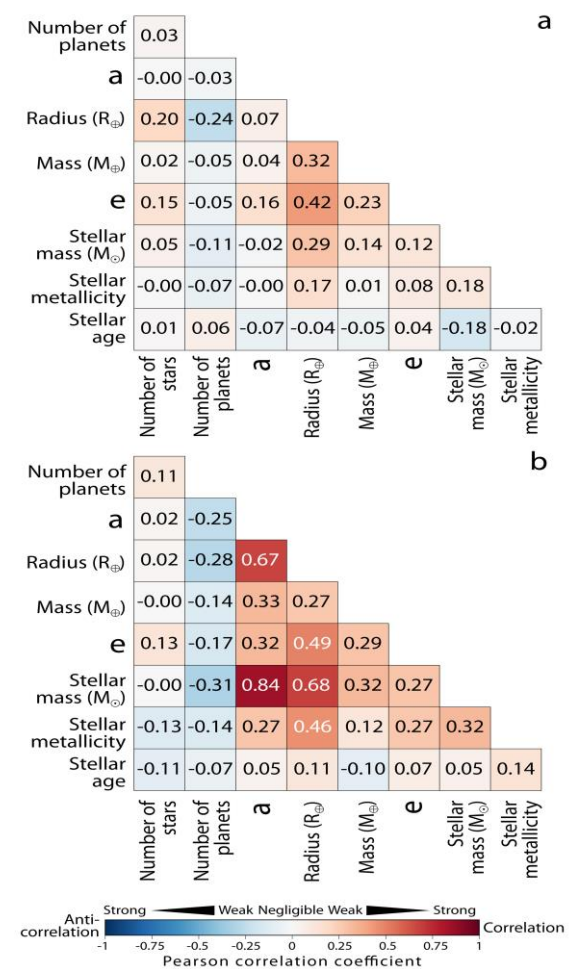 a
Number of
planets
0.03
a
-0.00 -0.03
Radius (R⊕)
0.20 -0.24 0.07
Mass (M⊕)
0.02 -0.05 0.04 0.32
e
0.15 -0.05 0.16 0.42 0.23
Stellar
mass (M☉)
0.05 -0.11 -0.02 0.29 0.14 0.12
Stellar
metallicity
-0.00 -0.07 -0.00 0.17 0.01 0.08 0.18
Stellar
age
0.01 0.06 -0.07 -0.04 -0.05 0.04 -0.18 -0.02
Number of
stars
Number of
planets
a
Radius (R⊕)
Mass (M⊕)
e
Stellar
mass (M☉)
Stellar
metallicity
b
Number of
planets
0.11
a
0.02 -0.25
Radius (R⊕)
0.02 -0.28 0.67
Mass (M⊕)
-0.00 -0.14 0.33 0.27
e
0.13 -0.17 0.32 0.49 0.29
Stellar
mass (M☉)
-0.00 -0.31 0.84 0.68 0.32 0.27
Stellar
metallicity
-0.13 -0.14 0.27 0.46 0.12 0.27 0.32
Stellar
age
-0.11 -0.07 0.05 0.11 -0.10 0.07 0.05 0.14
Number of
stars
Number of
planets
a
Radius (R⊕)
Mass (M⊕)
e
Stellar
mass (M☉)
Stellar
metallicity
Strong Weak Negligible Weak Strong
Anti-
correlation
Correlation
-1 -0.75 -0.5 -0.25 0 0.25 0.5 0.75 1
Pearson correlation coefficient